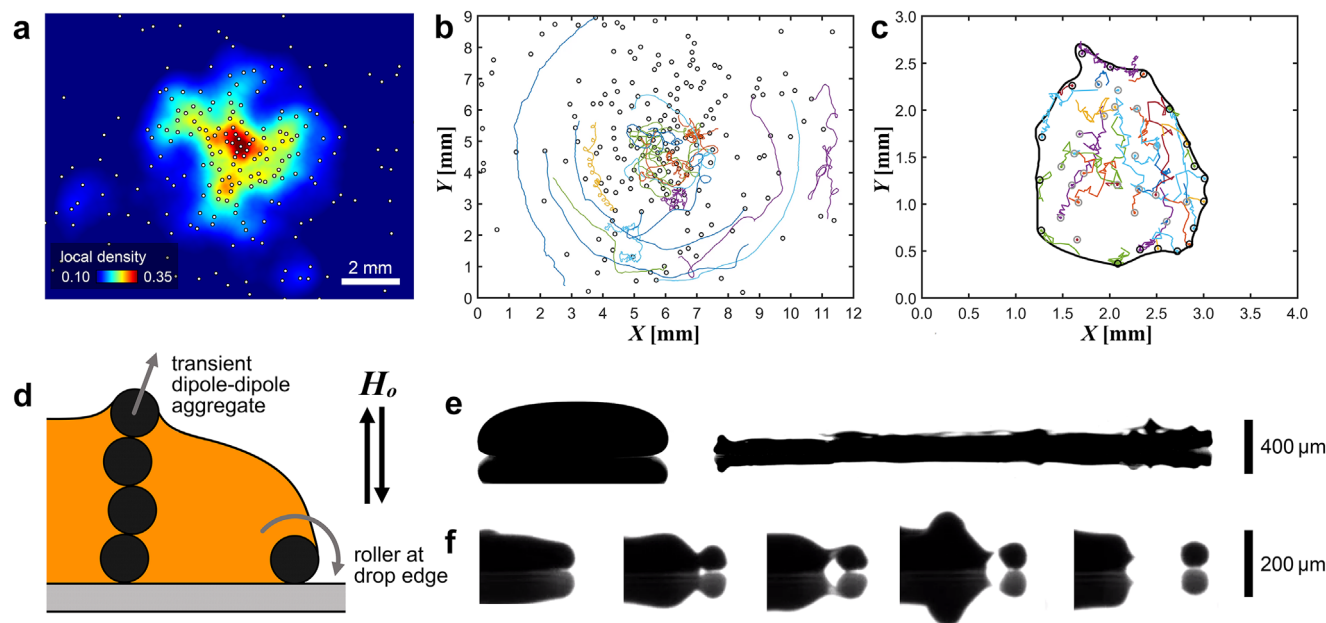 a
Jocal density
0.10
0.35
2 mm
b
9
8
7
6
5
4
3
2
1
0
Y [mm]
0 1 2 3 4 5 6 7 8 9 10 11 12
X [mm]
c
3.0
2.5
2.0
1.5
1.0
0.5
0.0
Y [mm]
0.0 0.5 1.0 1.5 2.0 2.5 3.0 3.5 4.0
X [mm]
d
transient
dipole-dipole
aggregate
Ho
roller at
drop edge
e
400 µm
f
200 µm